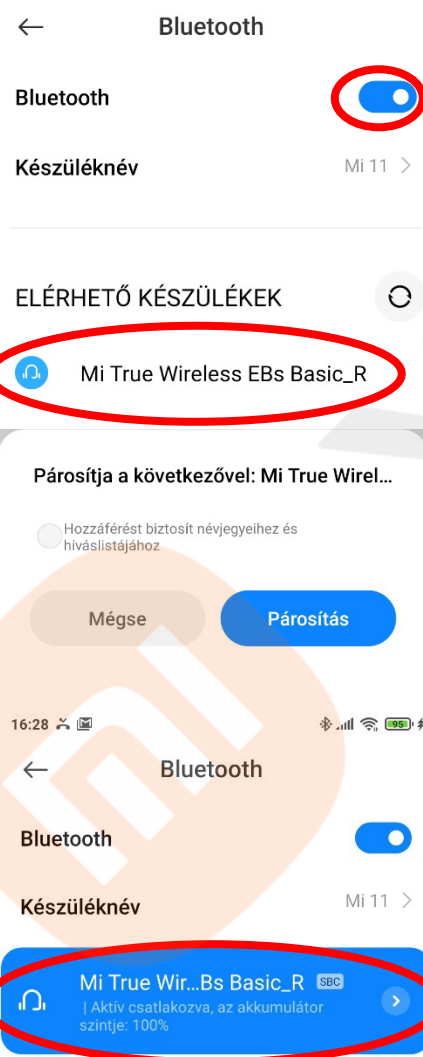 Bluetooth
Bluetooth
Készüléknév Mi 11
ELÉRHETŐ KÉSZÜLÉKEK
Mi True Wireless EBs Basic_R
Párosítja a következővel: Mi True Wirel...
Hozzáférést biztosít névjegyeihez és
híváslistájához
Mégse Párosítás
16:28 95
Bluetooth
Bluetooth
Készüléknév Mi 11
Mi True Wir...Bs Basic_R SBC
| Aktív csatlakozva, az akkumulátor
szintje: 100%